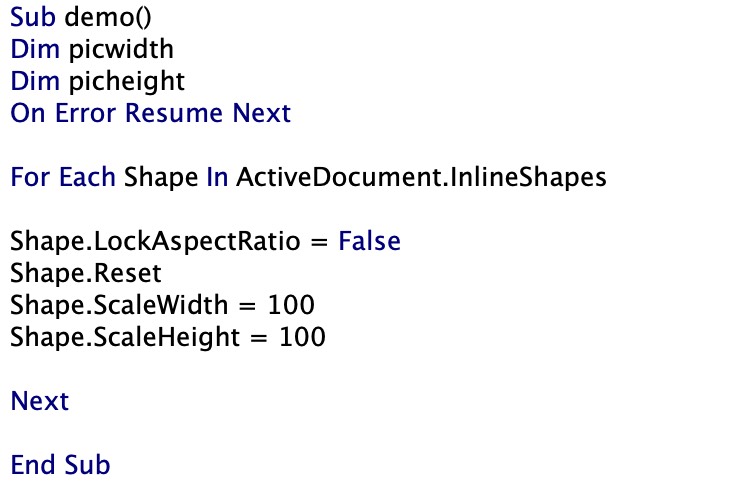 Sub demo()
Dim picwidth
Dim picheight
On Error Resume Next
For Each Shape In ActiveDocument.InlineShapes
Shape.LockAspectRatio = False
Shape.Reset
Shape.ScaleWidth = 100
Shape.ScaleHeight = 100
Next
End Sub